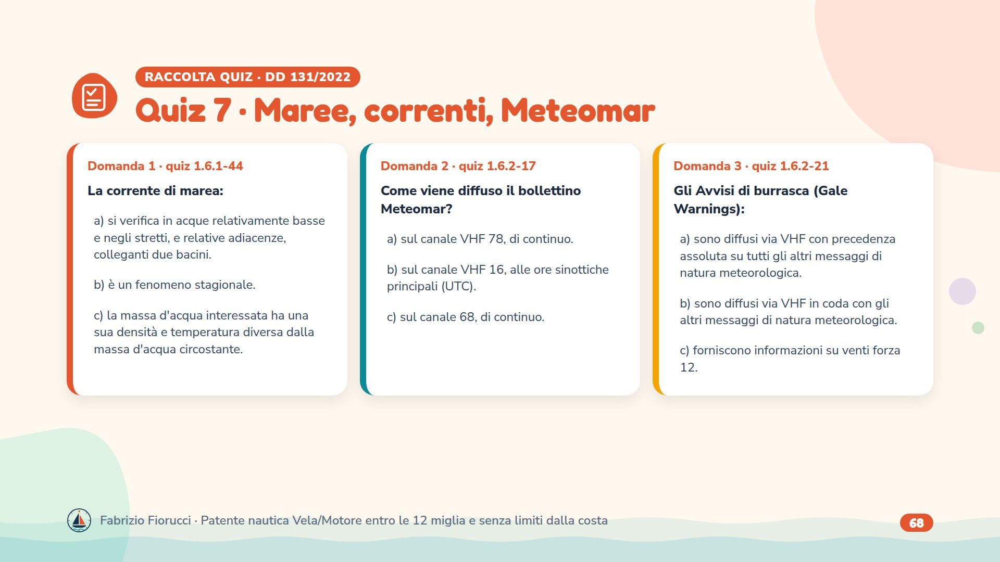 RACCOLTA QUIZ · DD 131/2022
Quiz 7 · Maree, correnti, Meteomar
Domanda 1 · quiz 1.6.1-44
La corrente di marea:
a) si verifica in acque relativamente basse
e negli stretti, e relative adiacenze,
colleganti due bacini.
b) è un fenomeno stagionale.
c) la massa d'acqua interessata ha una
sua densità e temperatura diversa dalla
massa d'acqua circostante.
Domanda 2 · quiz 1.6.2-17
Come viene diffuso il bollettino
Meteomar?
a) sul canale VHF 78, di continuo.
b) sul canale VHF 16, alle ore sinottiche
principali (UTC).
c) sul canale 68, di continuo.
Domanda 3 · quiz 1.6.2-21
Gli Avvisi di burrasca (Gale
Warnings):
a) sono diffusi via VHF con precedenza
assoluta su tutti gli altri messaggi di
natura meteorologica.
b) sono diffusi via VHF in coda con gli
altri messaggi di natura meteorologica.
c) forniscono informazioni su venti forza
12.
Fabrizio Fiorucci · Patente nautica Vela/Motore entro le 12 miglia e senza limiti dalla costa
68